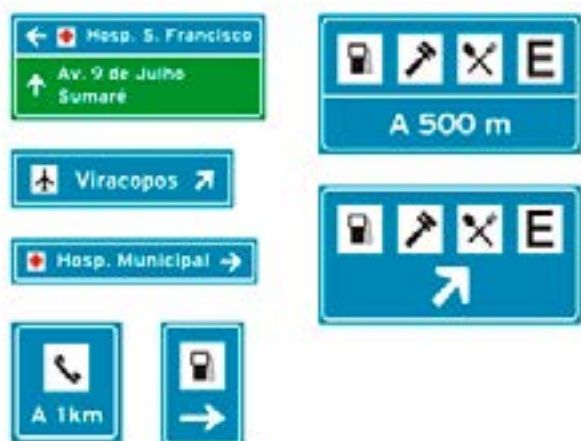 Hosp. S. Francisco
Av. 9 de Julho
Sumaré
Viracopos
Hosp. Municipal
A 1km
E
A 500 m
E